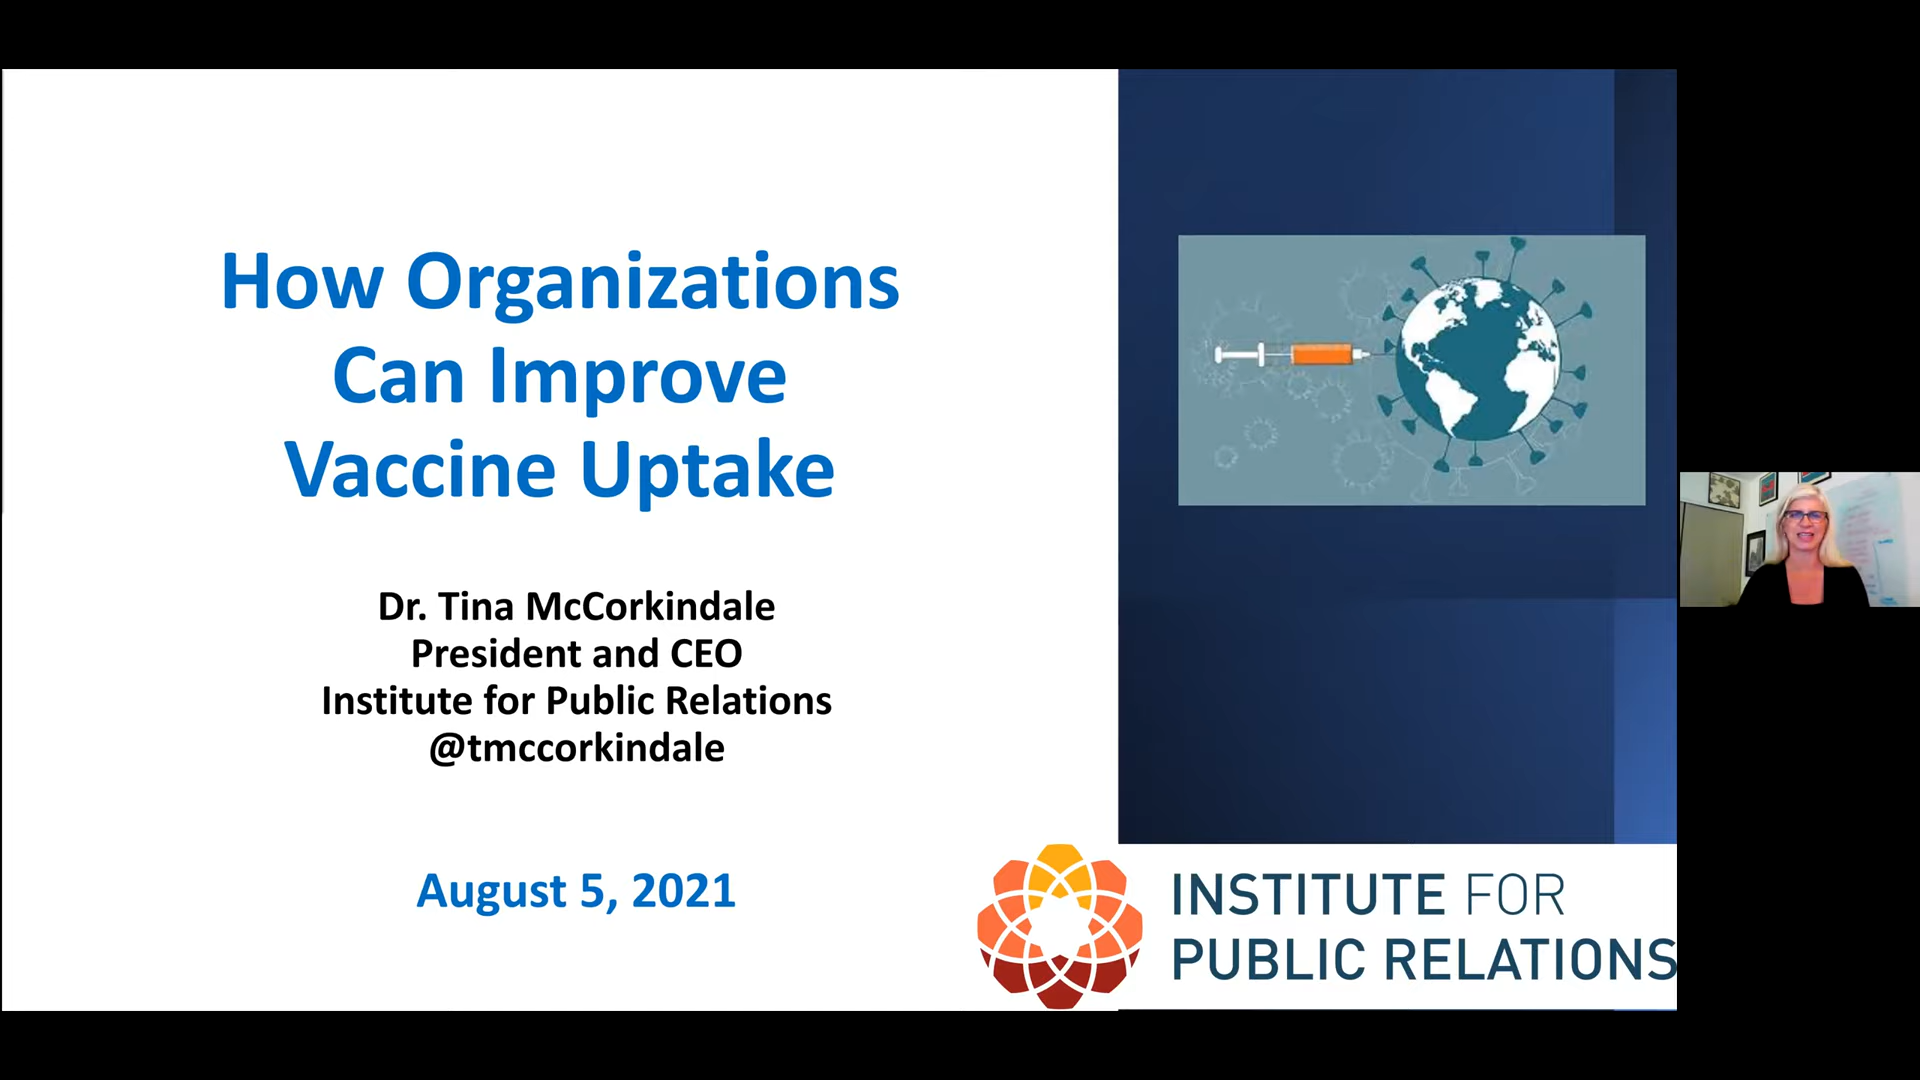 How Organizations
Can Improve
Vaccine Uptake
Dr. Tina McCorkindale
President and CEO
Institute for Public Relations
@tmccorkindale
August 5, 2021
INSTITUTE FOR
PUBLIC RELATIONS